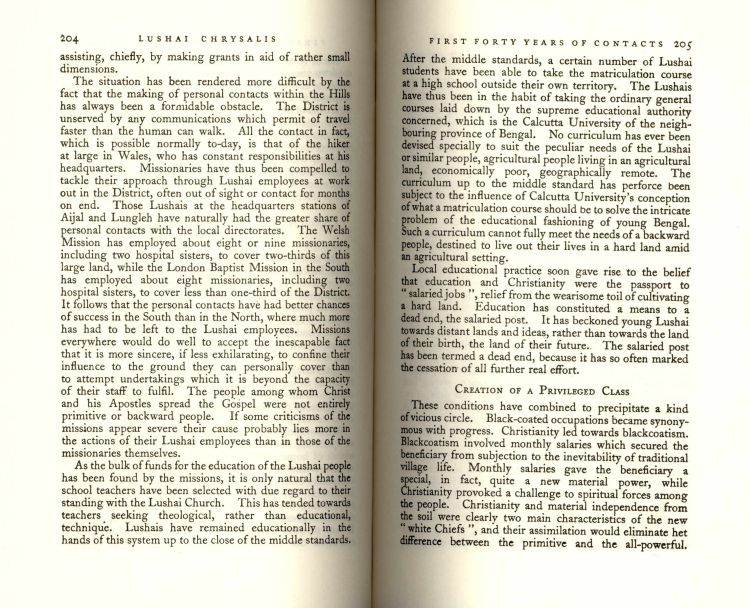 204 LUSHAI CHRYSALIS
assisting, chiefly, by making grants in aid of rather small
dimensions.
The situation has been rendered more difficult by the
fact that the making of personal contacts within the Hills
has always been a formidable obstacle. The District is
unserved by any communications which permit of travel
faster than the human can walk. All the contact in fact,
which is possible normally to-day, is that of the hiker
at large in Wales, who has constant responsibilities at his
headquarters. Missionaries have thus been compelled to
tackle their approach through Lushai employees at work
out in the District, often out of sight or contact for months
on end. Those Lushais at the headquarters stations of
Aijal and Lungleh have naturally had the greater share of
personal contacts with the local directorates. The Welsh
Mission has employed about eight or nine missionaries,
including two hospital sisters, to cover two-thirds of this
large land, while the London Baptist Mission in the South
has employed about eight missionaries, including two
hospital sisters, to cover less than one-third of the District.
It follows that the personal contacts have had better chances
of success in the South than in the North, where much more
has had to be left to the Lushai employees. Missions
everywhere would do well to accept the inescapable fact
that it is more sincere, if less exhilarating, to confine their
influence to the ground they can personally cover than
to attempt undertakings which it is beyond the capacity
of their staff to fulfil. The people among whom Christ
and his Apostles spread the Gospel were not entirely
primitive or backward people. If some criticisms of the
missions appear severe their cause probably lies more in
the actions of their Lushai employees than in those of the
missionaries themselves.
As the bulk of funds for the education of the Lushai people
has been found by the missions, it is only natural that the
school teachers have been selected with due regard to their
standing with the Lushai Church. This has tended towards
teachers seeking theological, rather than educational,
technique. Lushais have remained educationally in the
hands of this system up to the close of the middle standards.
FIRST FORTY YEARS OF CONTACTS 205
After the middle standards, a certain number of Lushai
students have been able to take the matriculation course
at a high school outside their own territory. The Lushais
have thus been in the habit of taking the ordinary general
courses laid down by the supreme educational authority
concerned, which is the Calcutta University of the neigh-
bouring province of Bengal. No curriculum has ever been
devised specially to suit the peculiar needs of the Lushai
or similar people, agricultural people living in an agricultural
land, economically poor, geographically remote. The
curriculum up to the middle standard has perforce been
subject to the influence of Calcutta University's conception
of what a matriculation course should be to solve the intricate
problem of the educational fashioning of young Bengal.
Such a curriculum cannot fully meet the needs of a backward
people, destined to live out their lives in a hard land amid
an agricultural setting.
Local educational practice soon gave rise to the belief
that education and Christianity were the passport to
" salaried jobs ", relief from the wearisome toil of cultivating
a hard land. Education has constituted a means to a
dead end, the salaried post. It has beckoned young Lushai
towards distant lands and ideas, rather than towards the land
of their birth, the land of their future. The salaried post
has been termed a dead end, because it has so often marked
the cessation of all further real effort.
CREATION OF A PRIVILEGED CLASS
These conditions have combined to precipitate a kind
of vicious circle. Black-coated occupations became synony-
mous with progress. Christianity led towards blackcoatism.
Blackcoatism involved monthly salaries which secured the
beneficiary from subjection to the inevitability of traditional
village life. Monthly salaries gave the beneficiary a
special, in fact, quite a new material power, while
Christianity provoked a challenge to spiritual forces among
the people. Christianity and material independence from
the soil were clearly two main characteristics of the new
" white Chiefs ", and their assimilation would eliminate het
difference between the primitive and the all-powerful.